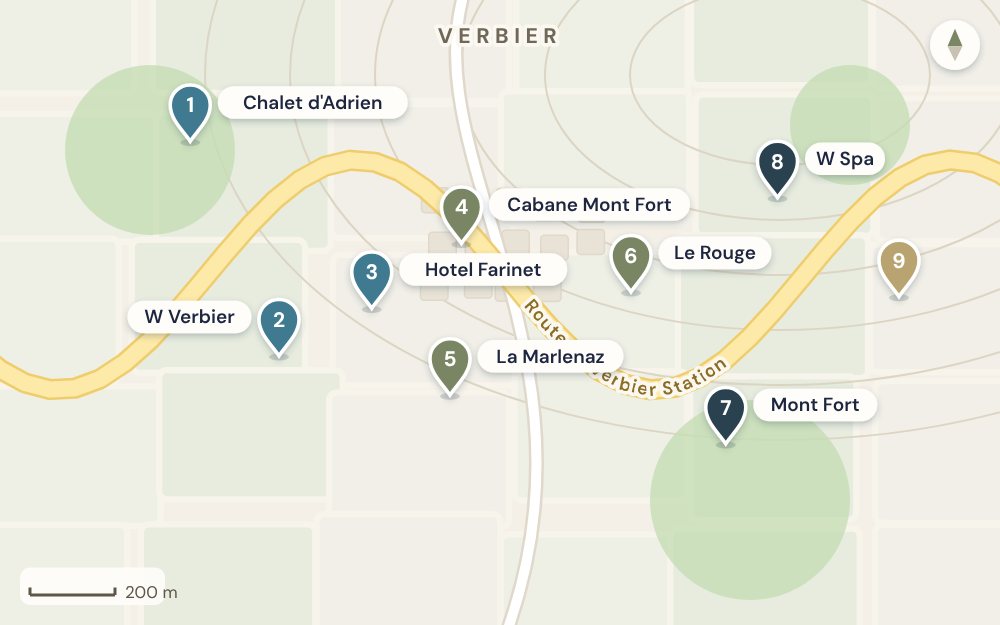 VERBIER
1
Chalet d'Adrien
8
W Spa
4
Cabane Mont Fort
6
Le Rouge
9
3
Hotel Farinet
2
W Verbier
Route
Verbier Station
5
La Marlenaz
7
Mont Fort
200 m